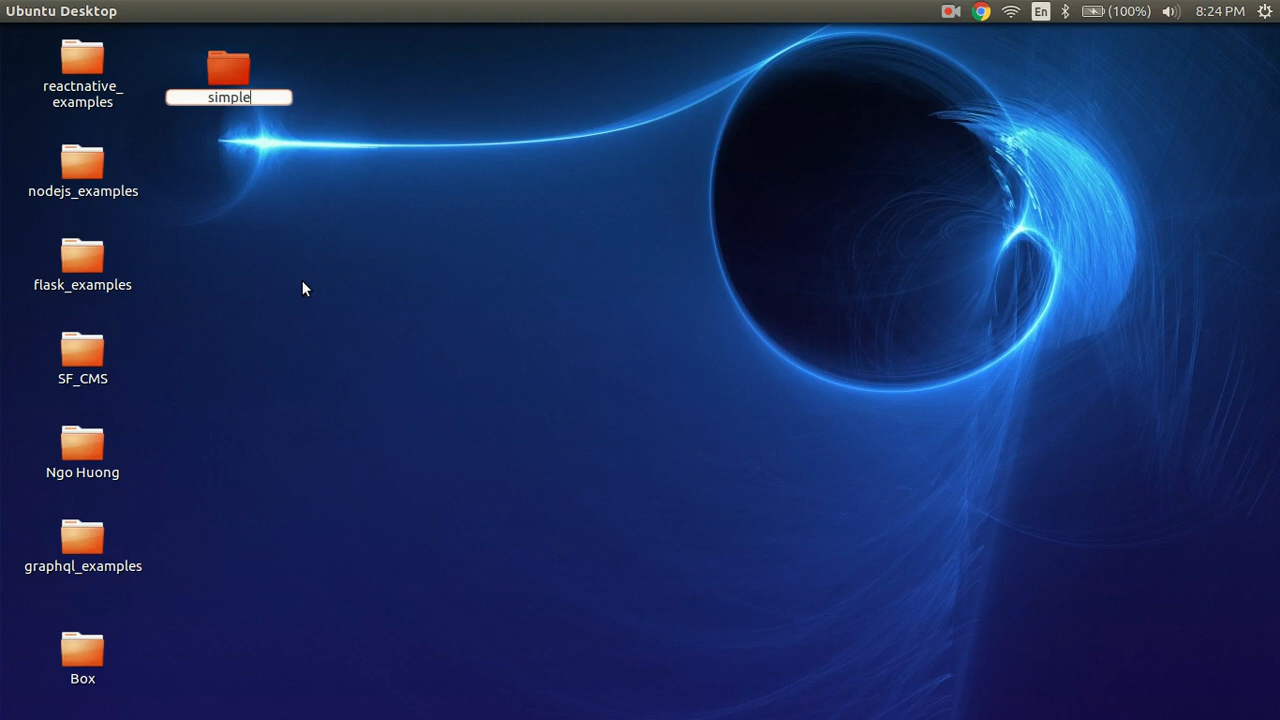 Ubuntu Desktop
En
(100%)
8:24 PM
reactnative_
examples
simple
nodejs_examples
flask_examples
SF_CMS
Ngo Huong
graphql_examples
Box